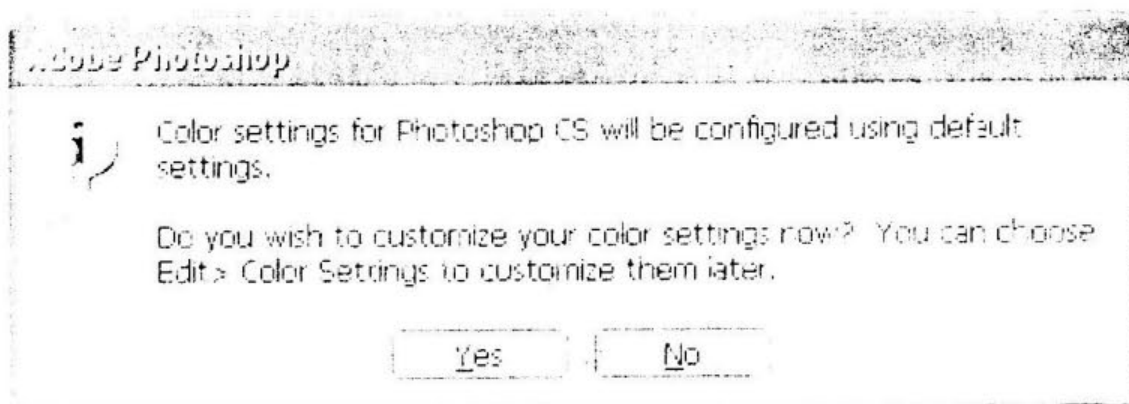 Adobe Photoshop
Color settings for Photoshop CS will be configured using default
settings.
Do you wish to customize your color settings now? You can choose
Edit> Color Settings to customize them later.
Yes
No